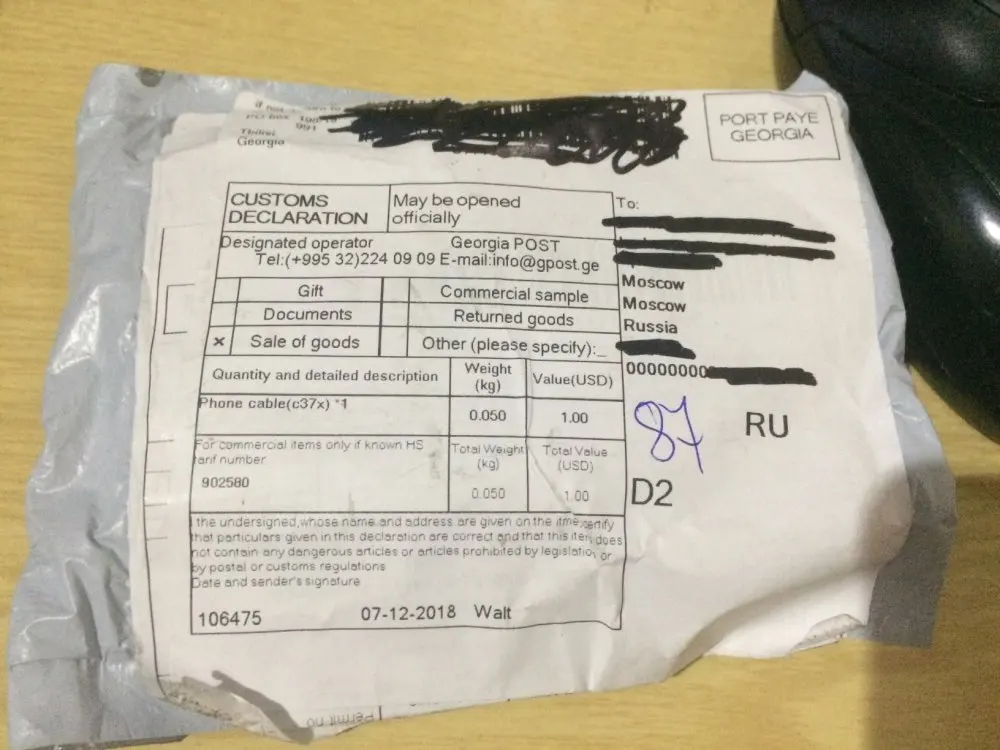 PORT PAYE
GEORGIA
991
Tbilisi
Georgia
CUSTOMS
DECLARATION
May be opened
officially
To:
Designated operator Georgia POST
Tel:(+995 32)224 09 09 E-mail:info@gpost.ge
Moscow
Moscow
Russia
00000000
Gift Commercial sample
Documents Returned goods
× Sale of goods Other (please specify):_
Quantity and detailed description Weight
(kg) Value(USD)
Phone cable(c37x) *1 0.050 1.00
87
RU
D2
For commercial items only if known HS
tarif number
902580
Total Weight
(kg)
Total Value
(USD)
0.050 1.00
I the undersigned,whose name and address are given on the itme,certify
that particulars given in this declaration are correct and that this item does
not contain any dangerous articles or articles prohibited by legislation or
by postal or customs regulations
Date and sender's signature
106475 07-12-2018 Walt
Permit no